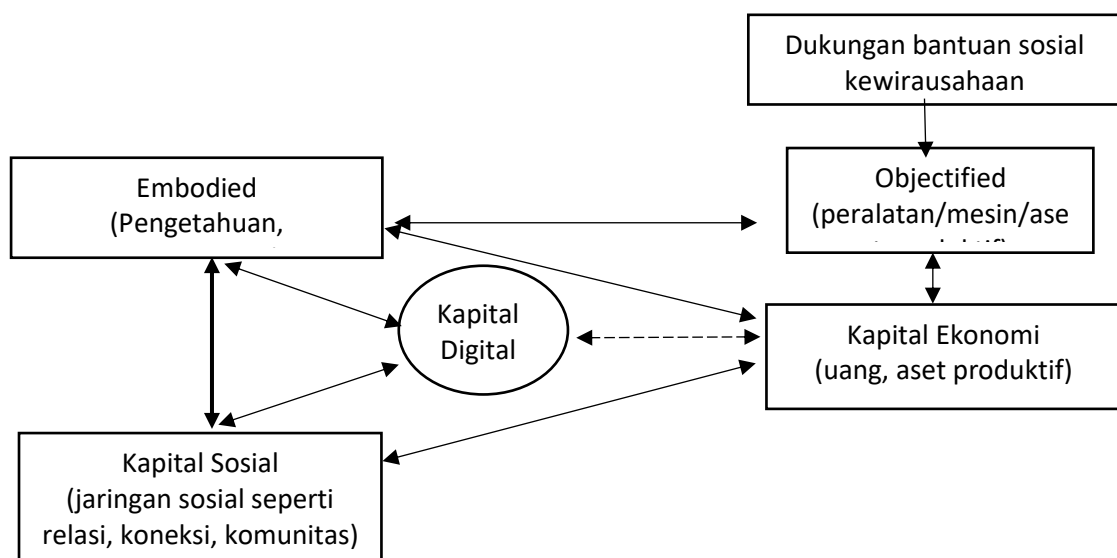 Dukungan bantuan sosial
kewirausahaan
Embodied
(Pengetahuan,
Objectified
(peralatan/mesin/ase
Kapital
Digital
Kapital Ekonomi
(uang, aset produktif)
Kapital Sosial
(jaringan sosial seperti
relasi, koneksi, komunitas)